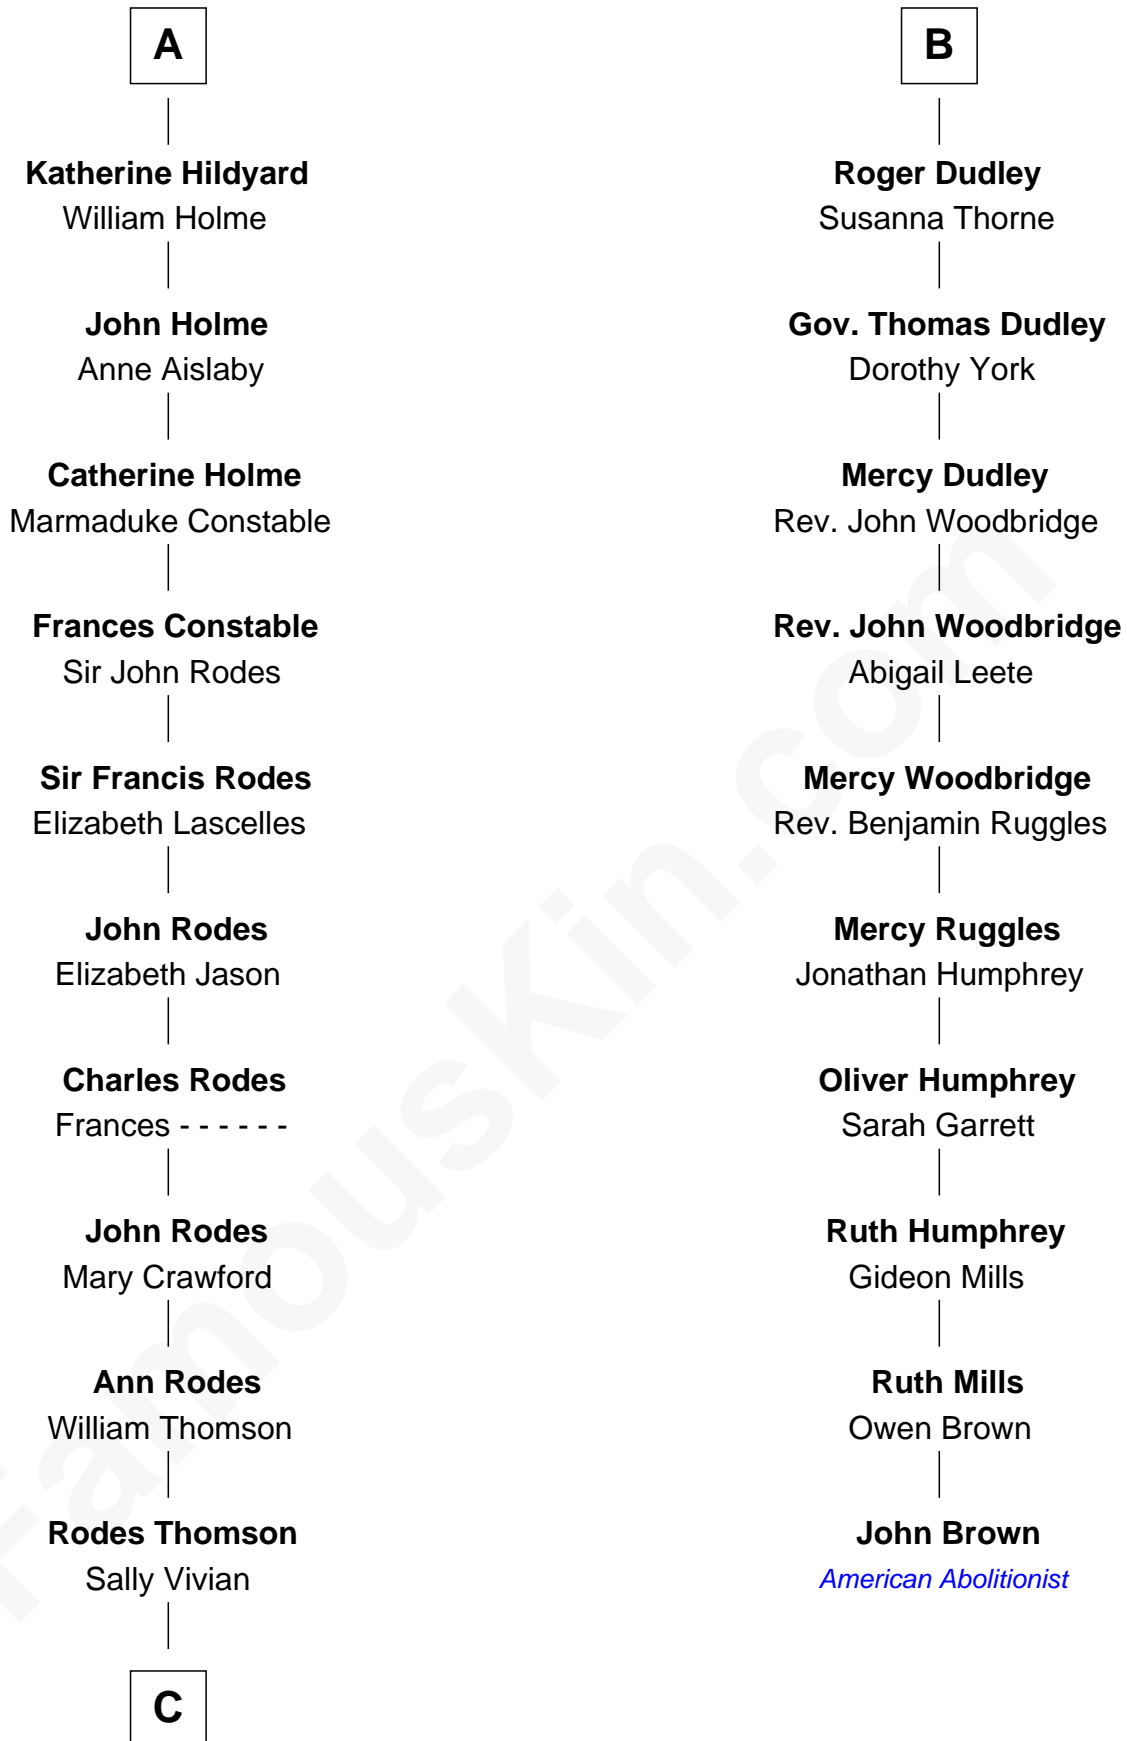 A
Katherine Hildyard
William Holme
John Holme
Anne Aislaby
Catherine Holme
Marmaduke Constable
Frances Constable
Sir John Rodes
Sir Francis Rodes
Elizabeth Lascelles
John Rodes
Elizabeth Jason
Charles Rodes
Frances - - - - - -
John Rodes
Mary Crawford
Ann Rodes
William Thomson
Rodes Thomson
Sally Vivian
C
B
Roger Dudley
Susanna Thorne
Gov. Thomas Dudley
Dorothy York
Mercy Dudley
Rev. John Woodbridge
Rev. John Woodbridge
Abigail Leete
Mercy Woodbridge
Rev. Benjamin Ruggles
Mercy Ruggles
Jonathan Humphrey
Oliver Humphrey
Sarah Garrett
Ruth Humphrey
Gideon Mills
Ruth Mills
Owen Brown
John Brown
American Abolitionist
FamousKin.com